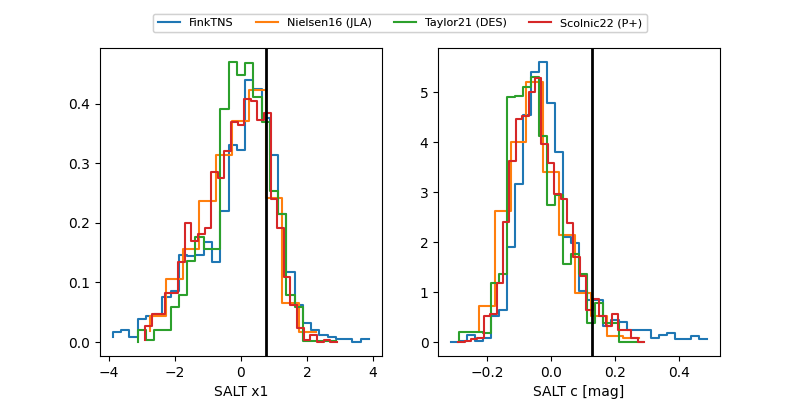 FinkTNS Nielsen16 (JLA) Taylor21 (DES) Scolnic22 (P+)
0.4
0.3
0.2
0.1
0.0
−4 −2 0 2 4
SALT x1
5
4
3
2
1
0
−0.2 0.0 0.2 0.4
SALT c [mag]